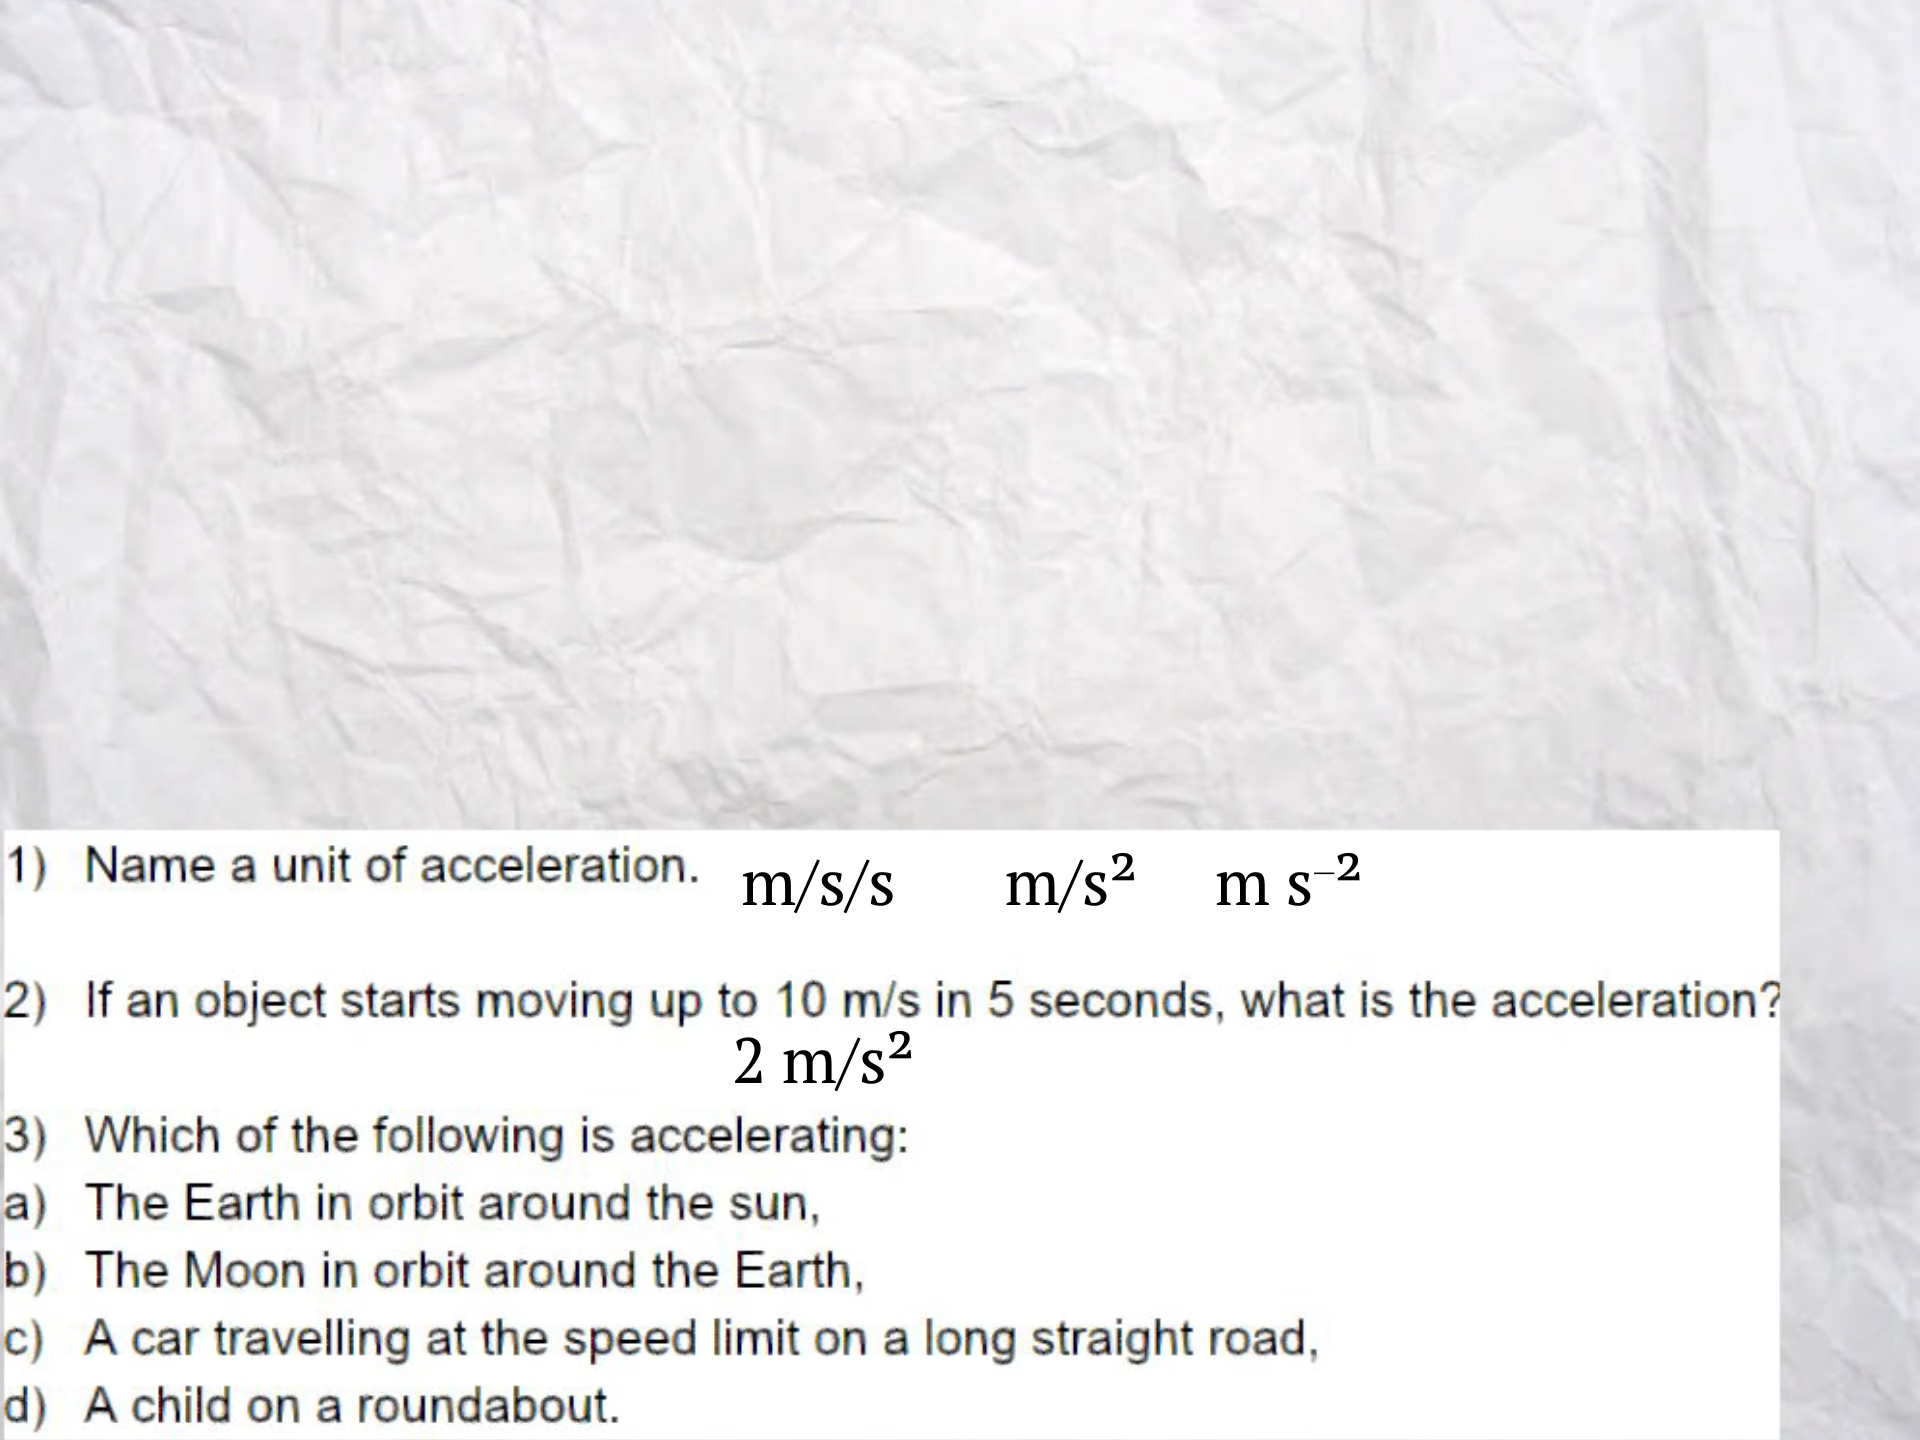 1) Name a unit of acceleration. m/s/s m/s² m s⁻²
2) If an object starts moving up to 10 m/s in 5 seconds, what is the acceleration?
2 m/s²
3) Which of the following is accelerating:
a) The Earth in orbit around the sun,
b) The Moon in orbit around the Earth,
c) A car travelling at the speed limit on a long straight road,
d) A child on a roundabout.